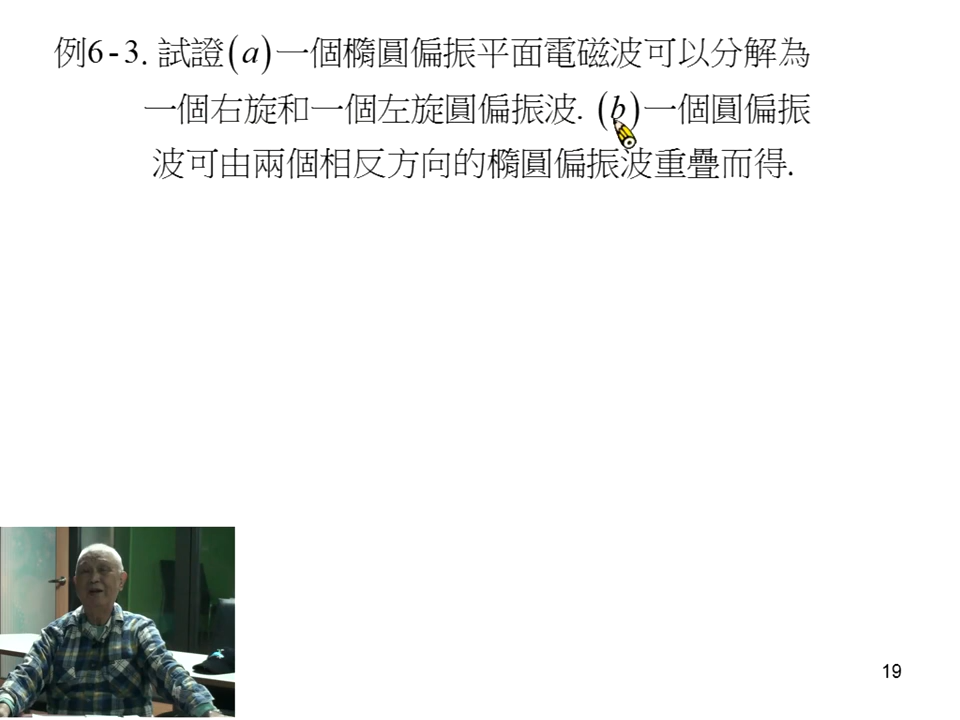 例6-3. 試證(a)一個橢圓偏振平面電磁波可以分解為
一個右旋和一個左旋圓偏振波. (b)一個圓偏振
波可由兩個相反方向的橢圓偏振波重疊而得.
19